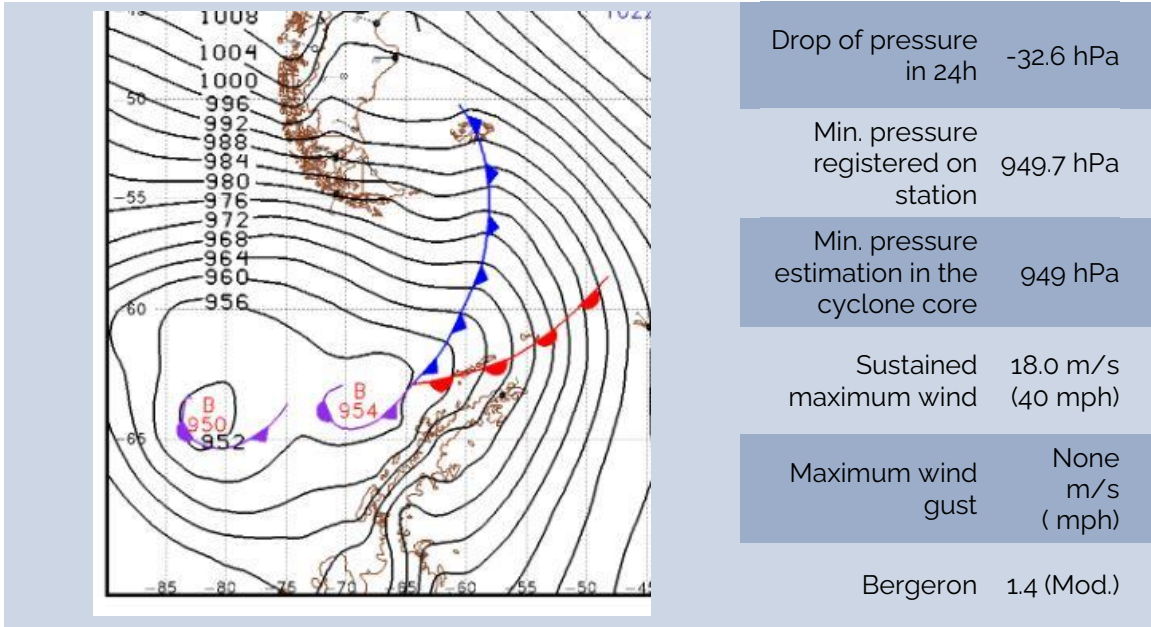 1022
1008
1004
1000
996
-50
992
988
984
980
-55
976
972
968
964
960
956
-60
B
954
B
950
952
-65
-85
-80
-75
-70
-65
-60
-55
-50
-45
Drop of pressure
in 24h
-32.6 hPa
Min. pressure
registered on
station
949.7 hPa
Min. pressure
estimation in the
cyclone core
949 hPa
Sustained
maximum wind
18.0 m/s
(40 mph)
Maximum wind
gust
None
m/s
( mph)
Bergeron
1.4 (Mod.)